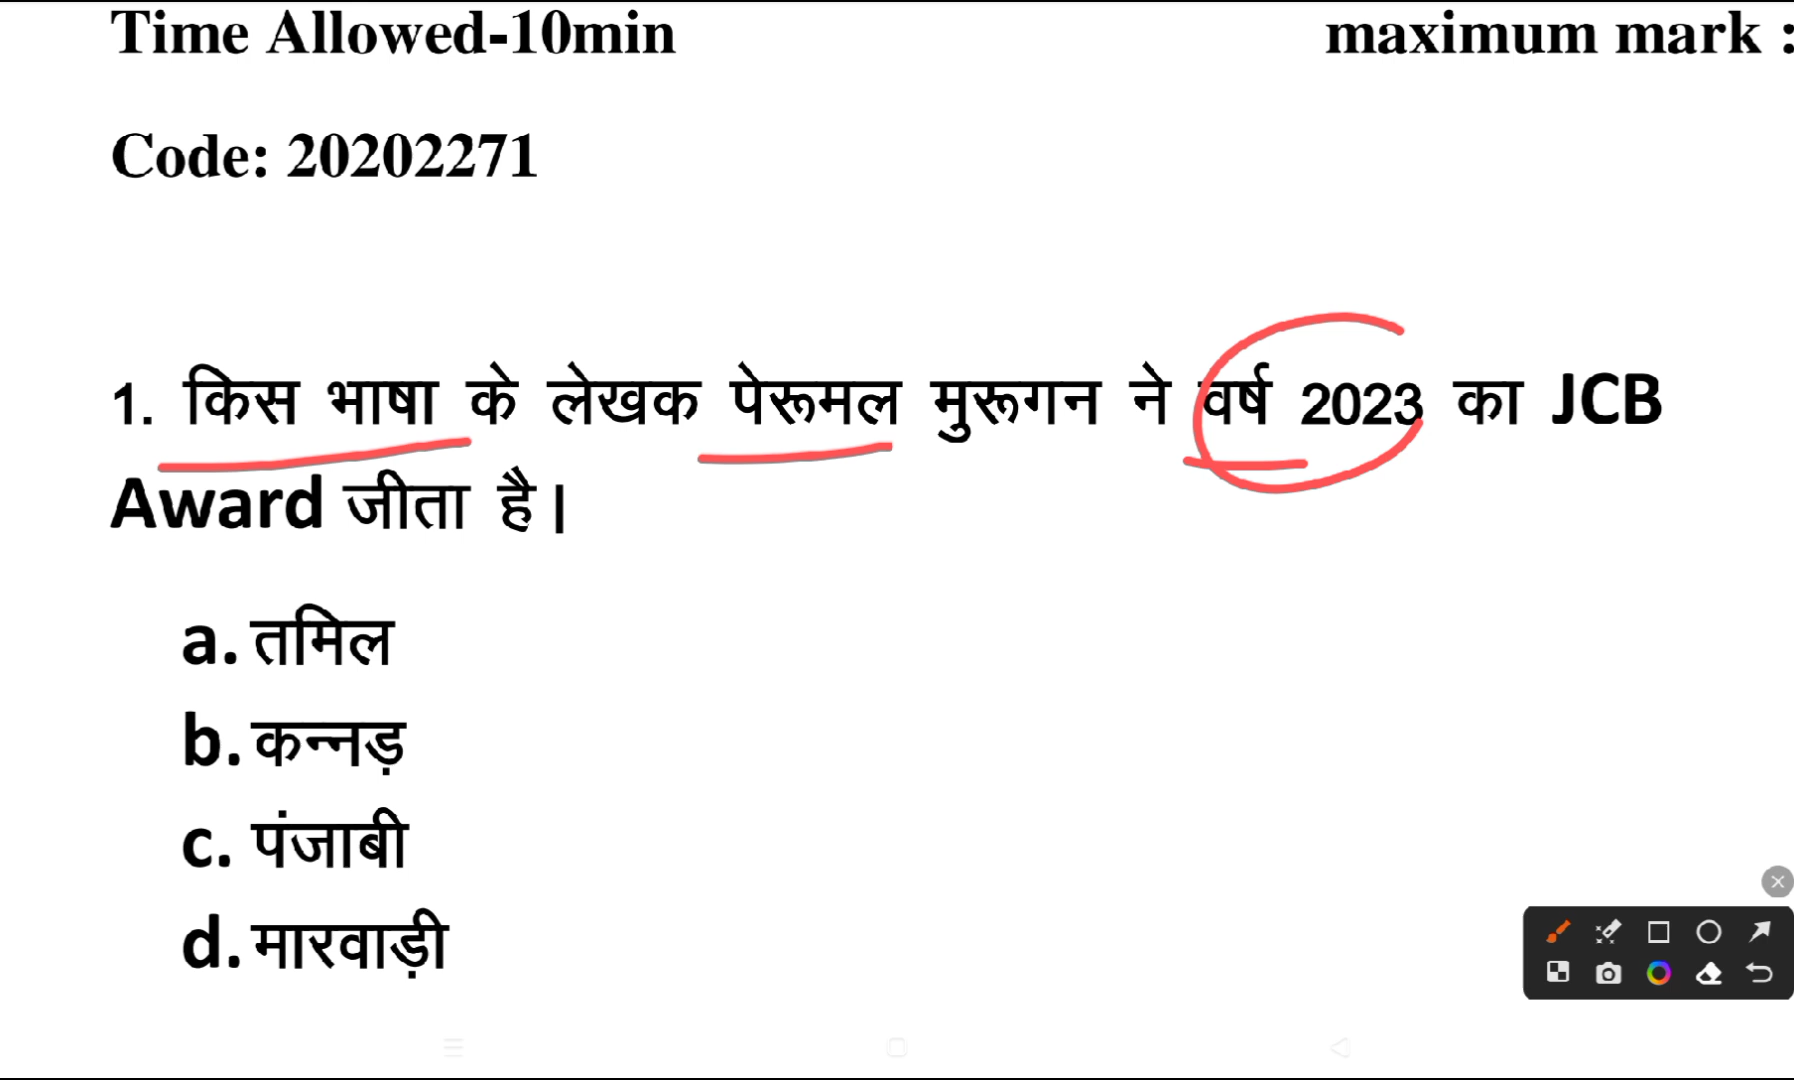 Time Allowed-10min maximum mark :
Code: 20202271
1. किस भाषा के लेखक पेरूमल मुरूगन ने वर्ष 2023 का JCB
Award जीता है।
a. तमिल
b. कन्नड़
c. पंजाबी
d. मारवाड़ी